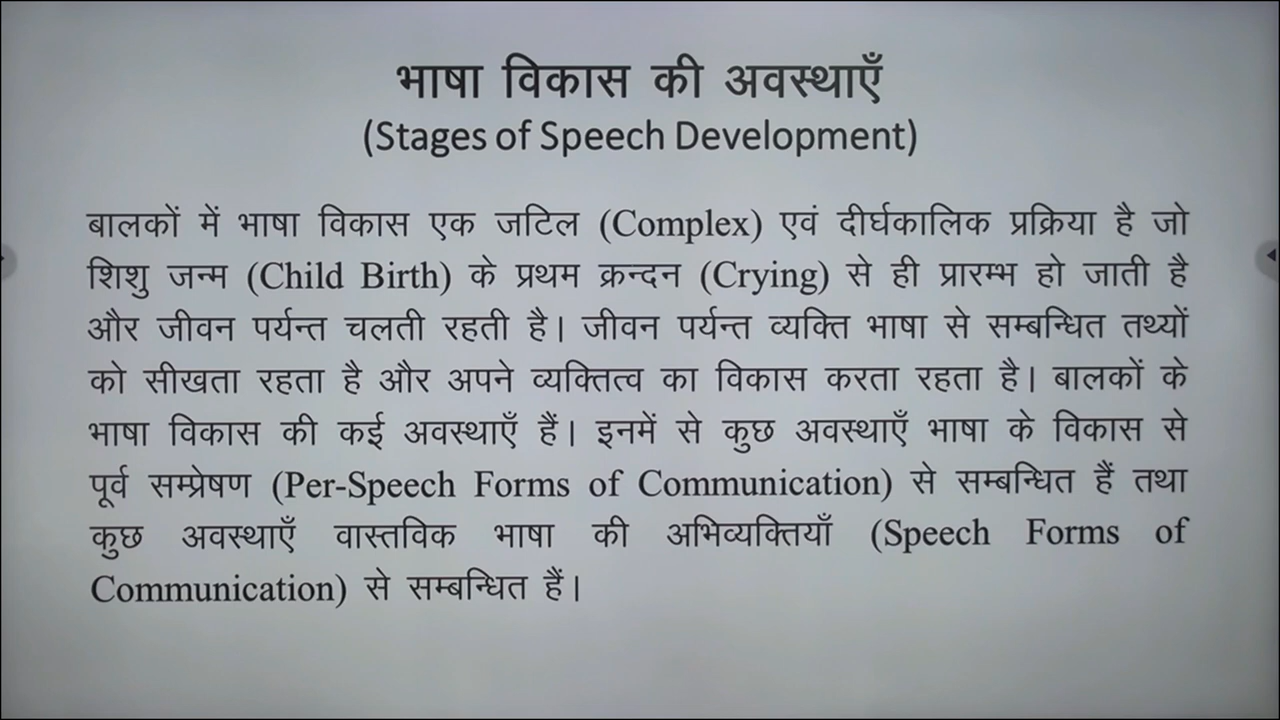 भाषा विकास की अवस्थाएँ
(Stages of Speech Development)
बालकों में भाषा विकास एक जटिल (Complex) एवं दीर्घकालिक प्रक्रिया है जो
शिशु जन्म (Child Birth) के प्रथम क्रन्दन (Crying) से ही प्रारम्भ हो जाती है
और जीवन पर्यन्त चलती रहती है। जीवन पर्यन्त व्यक्ति भाषा से सम्बन्धित तथ्यों
को सीखता रहता है और अपने व्यक्तित्व का विकास करता रहता है। बालकों के
भाषा विकास की कई अवस्थाएँ हैं। इनमें से कुछ अवस्थाएँ भाषा के विकास से
पूर्व सम्प्रेषण (Per-Speech Forms of Communication) से सम्बन्धित हैं तथा
कुछ अवस्थाएँ वास्तविक भाषा की अभिव्यक्तियाँ (Speech Forms of
Communication) से सम्बन्धित हैं।